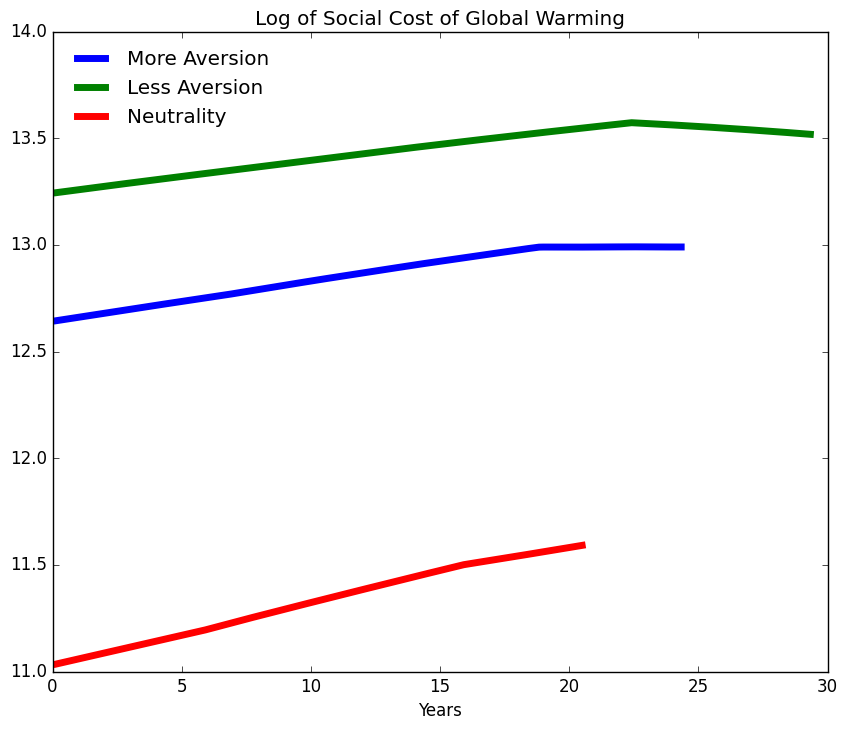 Log of Social Cost of Global Warming
14.0
More Aversion
Less Aversion
Neutrality
13.5
13.0
12.5
12.0
11.5
11.0
0 5 10 15 20 25 30
Years